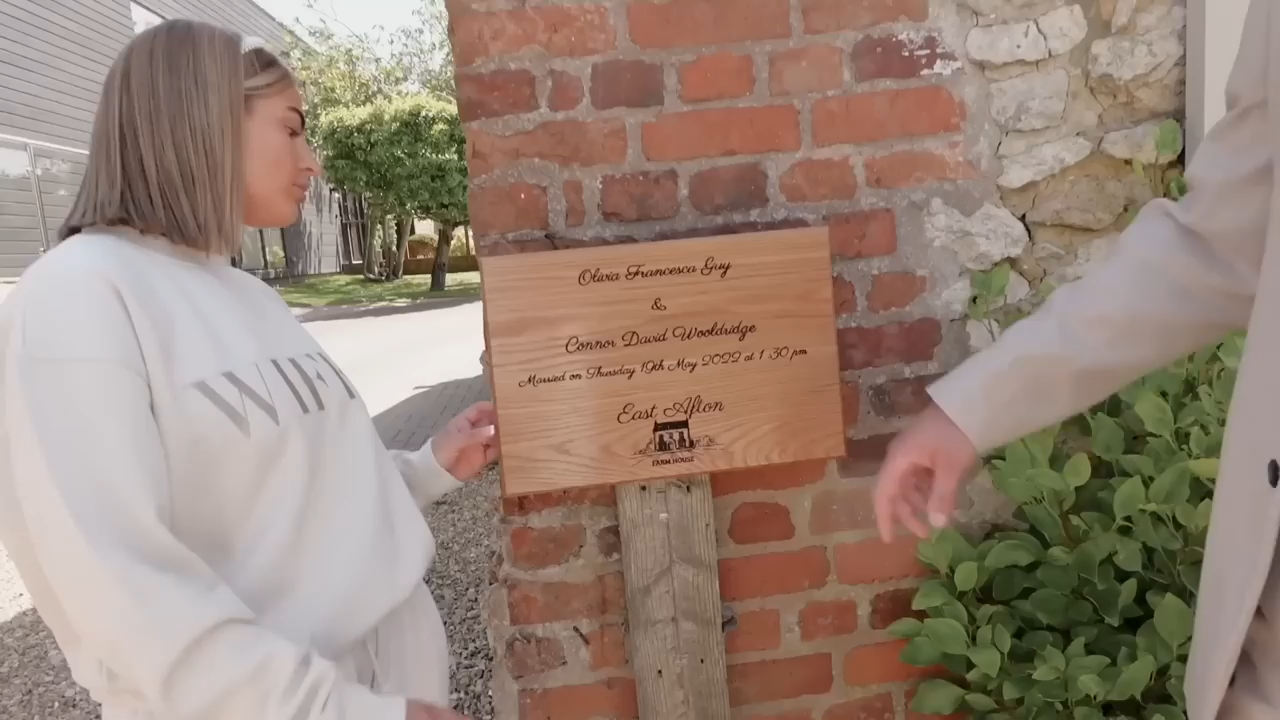 WIFE
Olivia Francesca Guy
&
Connor David Wooldridge
Married on Thursday 19th May 2022 at 1:30 pm
East Afton
FARM HOUSE